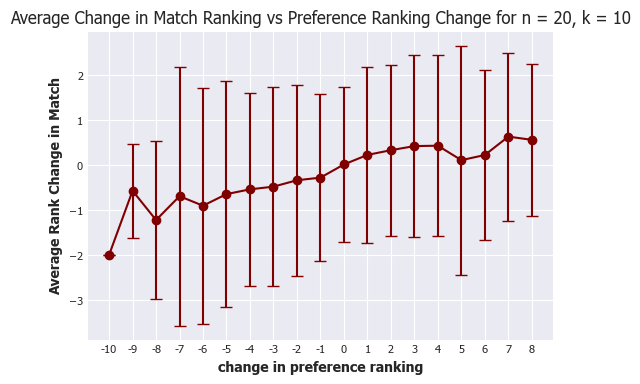 Average Change in Match Ranking vs Preference Ranking Change for n = 20, k = 10
Average Rank Change in Match
2
1
0
−1
−2
−3
-10 -9 -8 -7 -6 -5 -4 -3 -2 -1 0 1 2 3 4 5 6 7 8
change in preference ranking